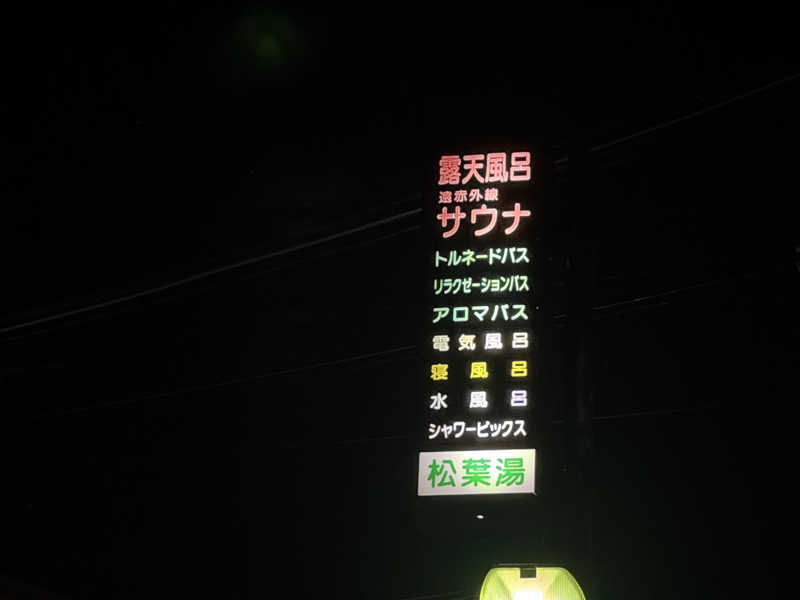 露天風呂
遠赤外線
サウナ
トルネードバス
リラクゼーションバス
アロマバス
電気風呂
寝風呂
水風呂
シャワーピックス
松葉湯